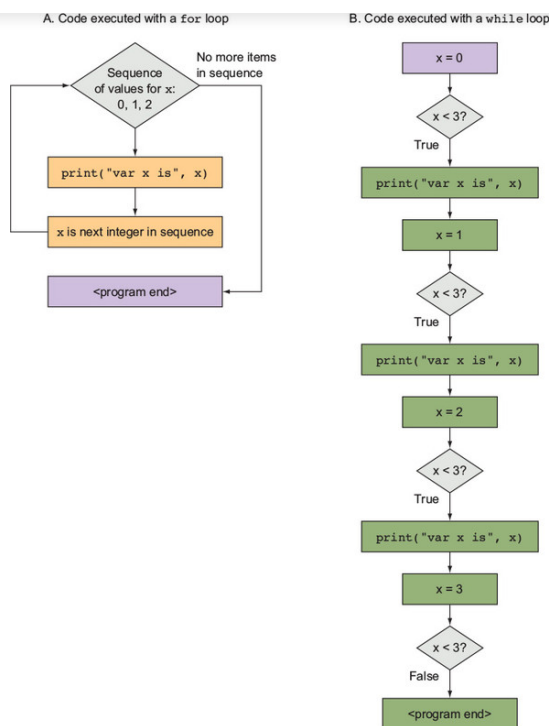 A. Code executed with a for loop
Sequence
of values for x:
0, 1, 2
No more items
in sequence
print("var x is", x)
x is next integer in sequence
<program end>
B. Code executed with a while loop
x = 0
x < 3?
True
print("var x is", x)
x = 1
x < 3?
True
print("var x is", x)
x = 2
x < 3?
True
print("var x is", x)
x = 3
x < 3?
False
<program end>